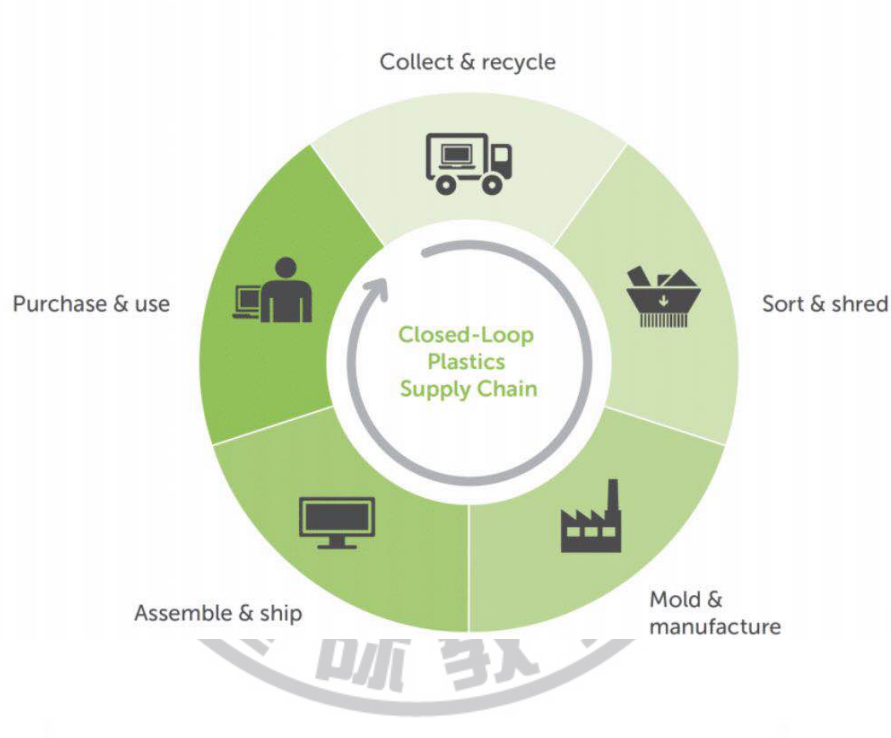 Collect & recycle
Purchase & use
Sort & shred
Closed-Loop
Plastics
Supply Chain
Assemble & ship
Mold &
manufacture